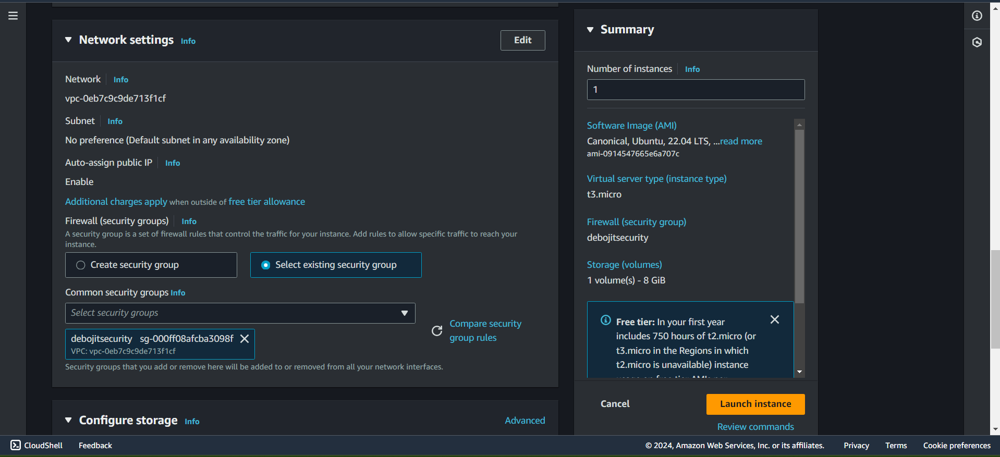 Network settings Info
Edit
Network Info
vpc-0eb7c9c9de713f1cf
Subnet Info
No preference (Default subnet in any availability zone)
Auto-assign public IP Info
Enable
Additional charges apply when outside of free tier allowance
Firewall (security groups) Info
A security group is a set of firewall rules that control the traffic for your instance. Add rules to allow specific traffic to reach your
instance.
Create security group
Select existing security group
Common security groups Info
Select security groups
Compare security
group rules
debojitsecurity sg-000ff08afcba3098f
VPC: vpc-0eb7c9c9de713f1cf
Security groups that you add or remove here will be added to or removed from all your network interfaces.
Configure storage Info
Advanced
Summary
Number of instances Info
1
Software Image (AMI)
Canonical, Ubuntu, 22.04 LTS, ...read more
ami-0914547665e6a707c
Virtual server type (instance type)
t3.micro
Firewall (security group)
debojitsecurity
Storage (volumes)
1 volume(s) - 8 GiB
Free tier: In your first year
includes 750 hours of t2.micro (or
t3.micro in the Regions in which
t2.micro is unavailable) instance
usage on free tier AMIs per
Cancel
Launch instance
Review commands
CloudShell
Feedback
© 2024, Amazon Web Services, Inc. or its affiliates.
Privacy
Terms
Cookie preferences